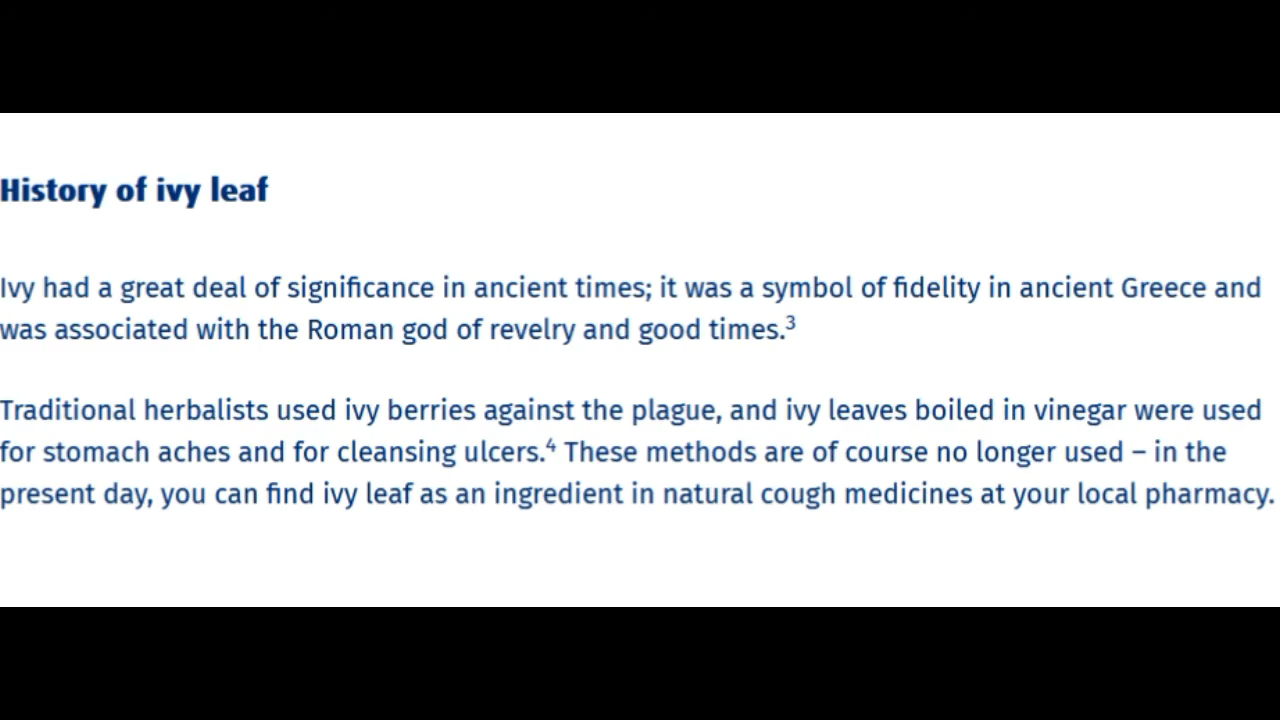 History of ivy leaf
Ivy had a great deal of significance in ancient times; it was a symbol of fidelity in ancient Greece and
was associated with the Roman god of revelry and good times.³
Traditional herbalists used ivy berries against the plague, and ivy leaves boiled in vinegar were used
for stomach aches and for cleansing ulcers.⁴ These methods are of course no longer used – in the
present day, you can find ivy leaf as an ingredient in natural cough medicines at your local pharmacy.